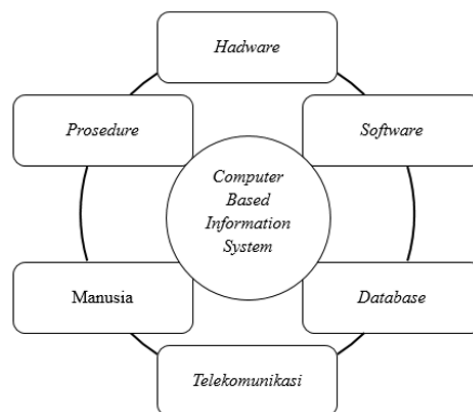 Hadware
Prosedure
Software
Computer
Based
Information
System
Manusia
Database
Telekomunikasi